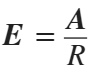 E = A / R